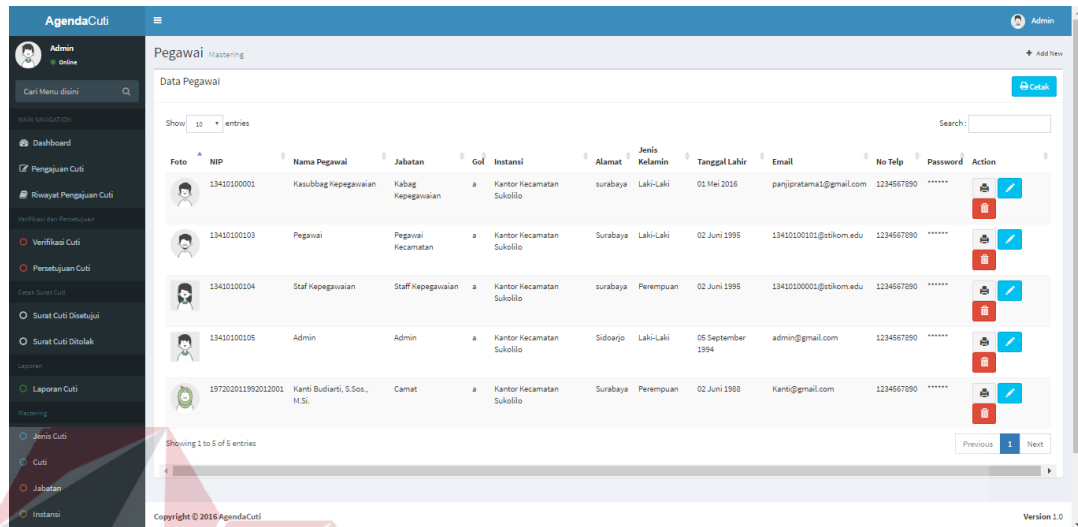 AgendaCuti
Admin
Admin
Online
Cari Menu disini
MAIN NAVIGATION
Dashboard
Pengajuan Cuti
Riwayat Pengajuan Cuti
Verifikasi dan Persetujuan
Verifikasi Cuti
Persetujuan Cuti
Cetak Surat Cuti
Surat Cuti Disetujui
Surat Cuti Ditolak
Laporan
Laporan Cuti
Mastering
Jenis Cuti
Cuti
Jabatan
Instansi
Pegawai Mastering
+ Add New
Data Pegawai
Cetak
Show 10 entries
Search :
Foto NIP Nama Pegawai Jabatan Gol Instansi Alamat Jenis Kelamin Tanggal Lahir Email No Telp Password Action
13410100001 Kasubbag Kepegawaian Kabag Kepegawaian a Kantor Kecamatan Sukolilo surabaya Laki-Laki 01 Mei 2016 panjipratama1@gmail.com 1234567890 ******
13410100103 Pegawai Pegawai Kecamatan a Kantor Kecamatan Sukolilo Surabaya Laki-Laki 02 Juni 1995 13410100101@stikom.edu 1234567890 ******
13410100104 Staf Kepegawaian Staff Kepegawaian a Kantor Kecamatan Sukolilo surabaya Perempuan 02 Juni 1995 13410100001@stikom.edu 1234567890 ******
13410100105 Admin Admin a Kantor Kecamatan Sukolilo Sidoarjo Laki-Laki 05 September 1994 admin@gmail.com 1234567890 ******
197202011992012001 Kanti Budiarti, S.Sos., M.Si. Camat a Kantor Kecamatan Sukolilo Surabaya Perempuan 02 Juni 1988 Kanti@gmail.com 1234567890 ******
Showing 1 to 5 of 5 entries
Previous 1 Next
Copyright © 2016 AgendaCuti
Version 1.0